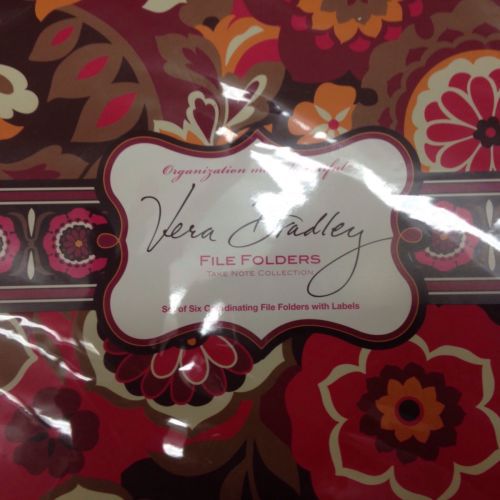 Organization
Vera Bradley
FILE FOLDERS
TAKE NOTE COLLECTION
Set of Six Coordinating File Folders with Labels